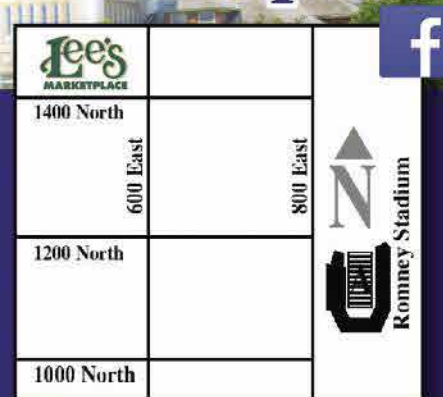 Lee's
MARKETPLACE
1400 North
600 East
800 East
N
Romney Stadium
A
1200 North
1000 North
f